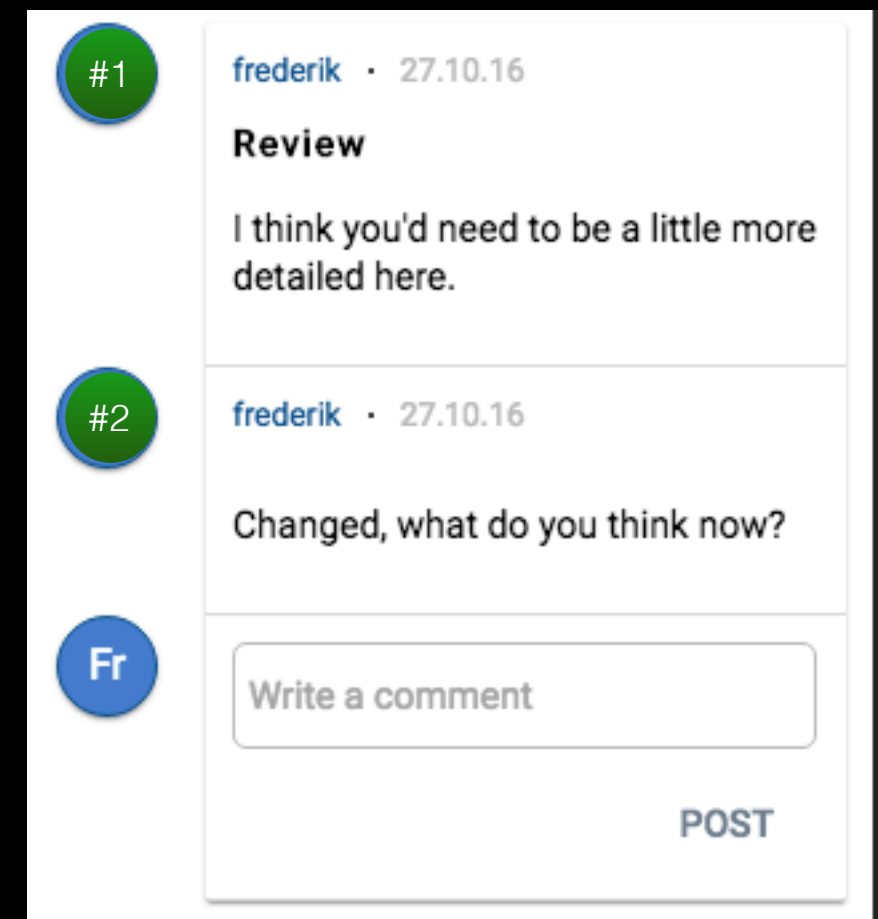 #1
frederik · 27.10.16
Review
I think you'd need to be a little more
detailed here.
#2
frederik · 27.10.16
Changed, what do you think now?
Fr
Write a comment
POST